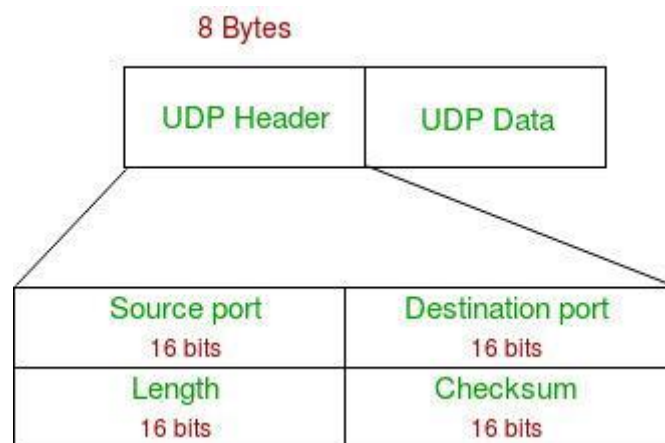 8 Bytes
UDP Header UDP Data
Source port Destination port
16 bits 16 bits
Length Checksum
16 bits 16 bits